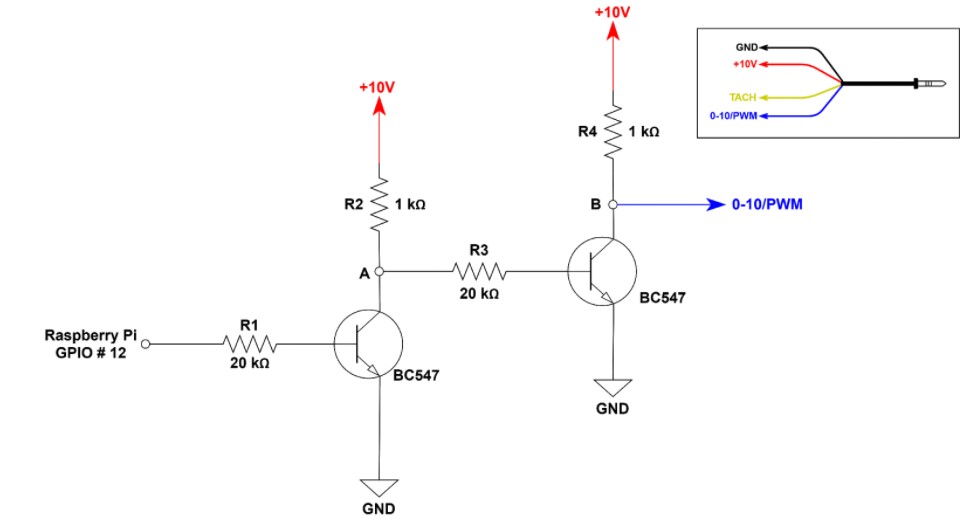 +10V
GND
+10V
TACH
0-10/PWM
+10V
R4 1 kΩ
R2 1 kΩ
B
0-10/PWM
A
R3
20 kΩ
BC547
R1
Raspberry Pi
GPIO # 12
20 kΩ
BC547
GND
GND